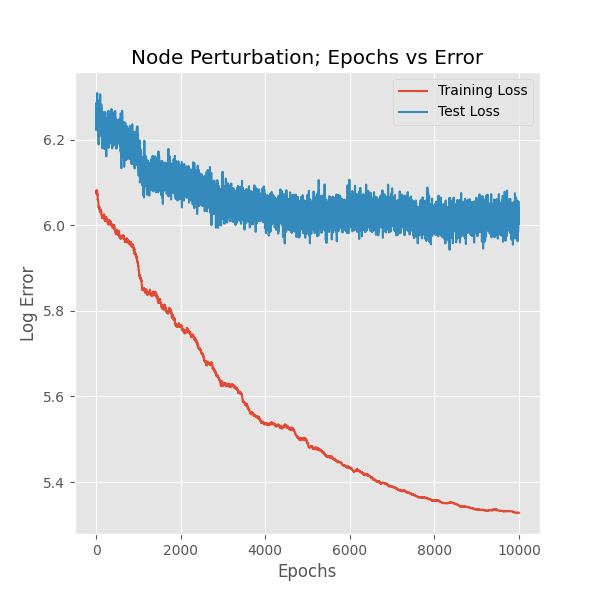 Node Perturbation; Epochs vs Error
Training Loss
Test Loss
6.2
6.0
5.8
5.6
5.4
Log Error
0 2000 4000 6000 8000 10000
Epochs